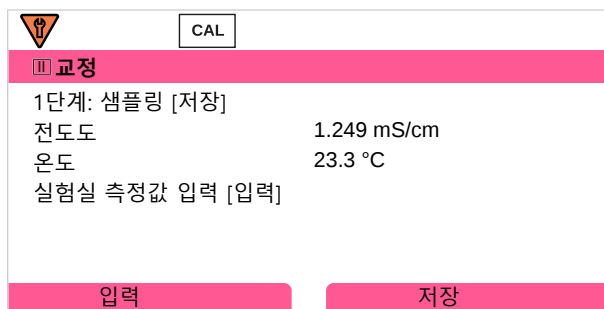 CAL
II 교정
1단계: 샘플링 [저장]
전도도 1.249 mS/cm
온도 23.3 °C
실험실 측정값 입력 [입력]
입력 저장